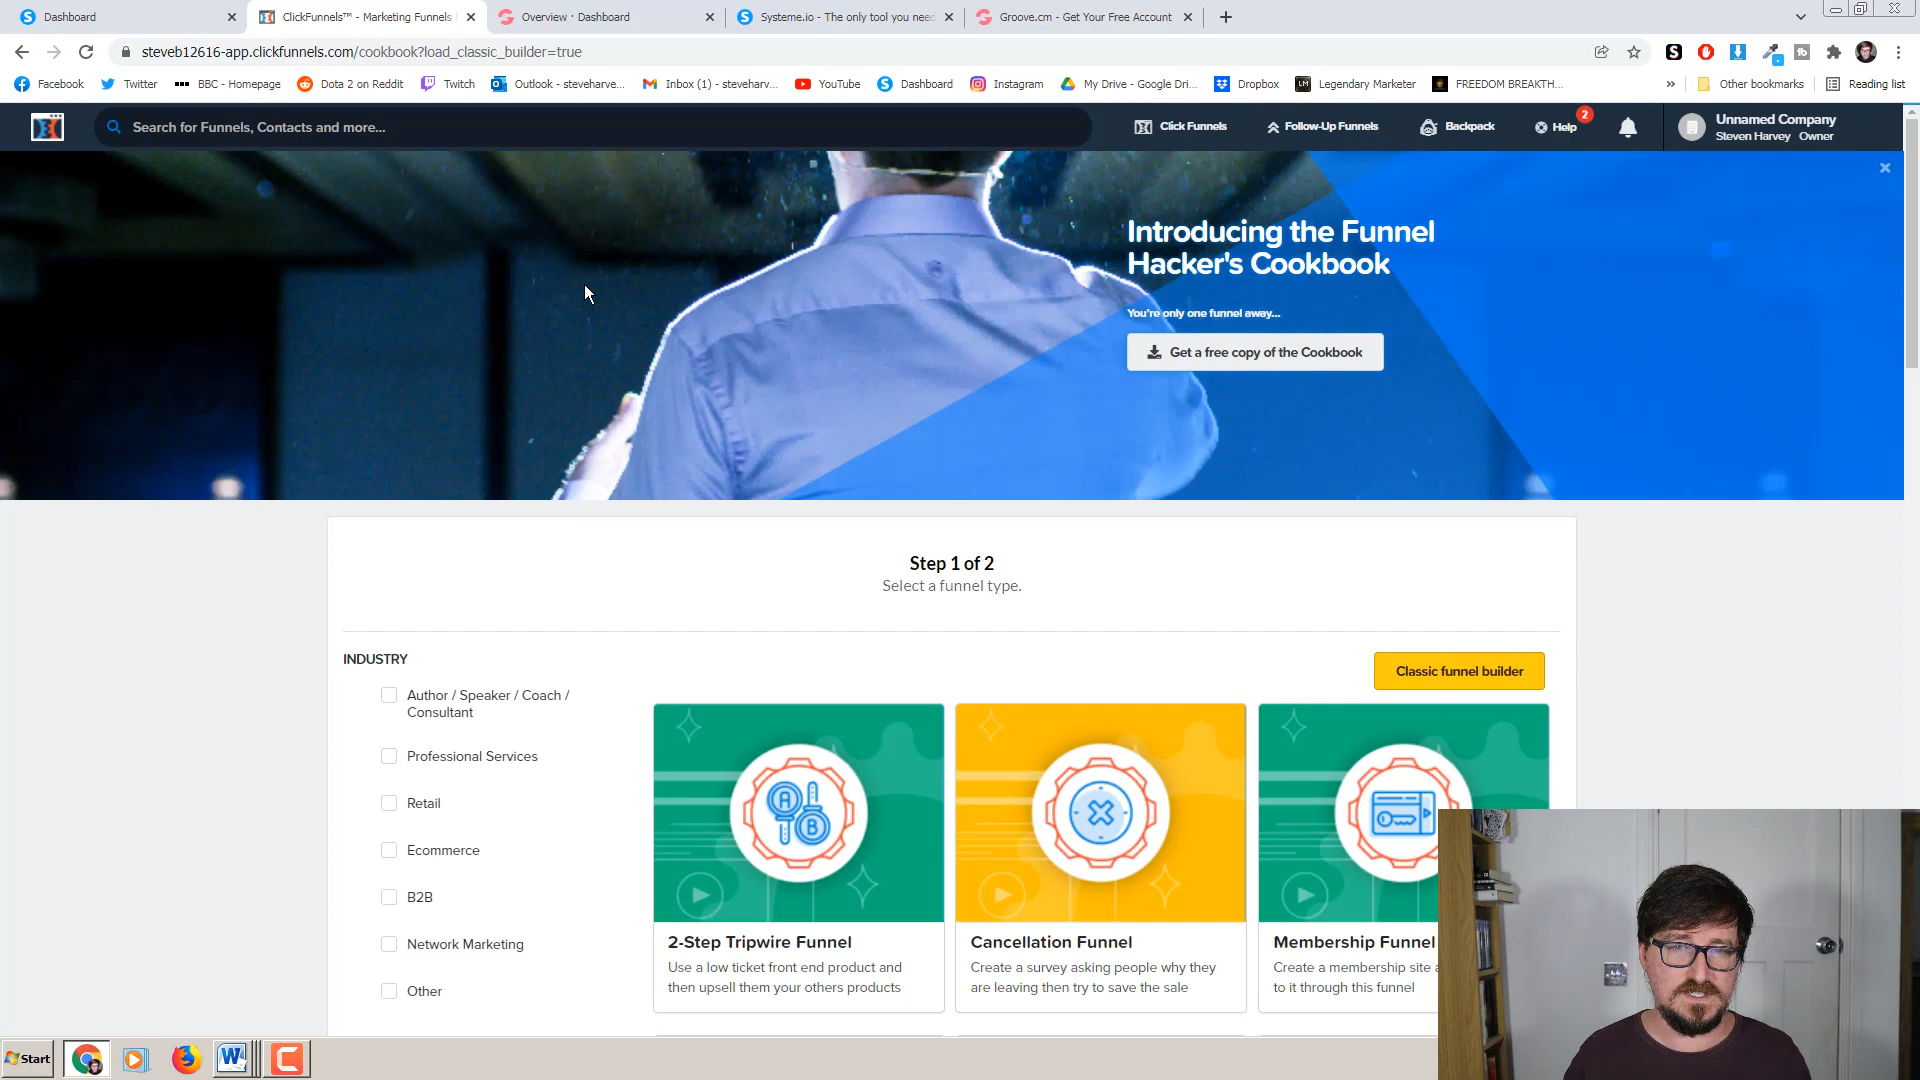 Dashboard
ClickFunnels™ - Marketing Funnels
Overview · Dashboard
Systeme.io - The only tool you need
Groove.cm - Get Your Free Account
steveb12616-app.clickfunnels.com/cookbook?load_classic_builder=true
Facebook
Twitter
BBC - Homepage
Dota 2 on Reddit
Twitch
Outlook - steveharve...
Inbox (1) - steveharv...
YouTube
Dashboard
Instagram
My Drive - Google Dri...
Dropbox
Legendary Marketer
FREEDOM BREAKTH...
»
Other bookmarks
Reading list
Search for Funnels, Contacts and more...
Click Funnels
Follow-Up Funnels
Backpack
Help
2
Unnamed Company
Steven Harvey Owner
Introducing the Funnel
Hacker's Cookbook
You're only one funnel away...
Get a free copy of the Cookbook
Step 1 of 2
Select a funnel type.
INDUSTRY
Classic funnel builder
Author / Speaker / Coach /
Consultant
Professional Services
Retail
Ecommerce
B2B
Network Marketing
Other
A
B
2-Step Tripwire Funnel
Use a low ticket front end product and
then upsell them your others products
Cancellation Funnel
Create a survey asking people why they
are leaving then try to save the sale
Membership Funnel
Create a membership site
to it through this funnel
Start